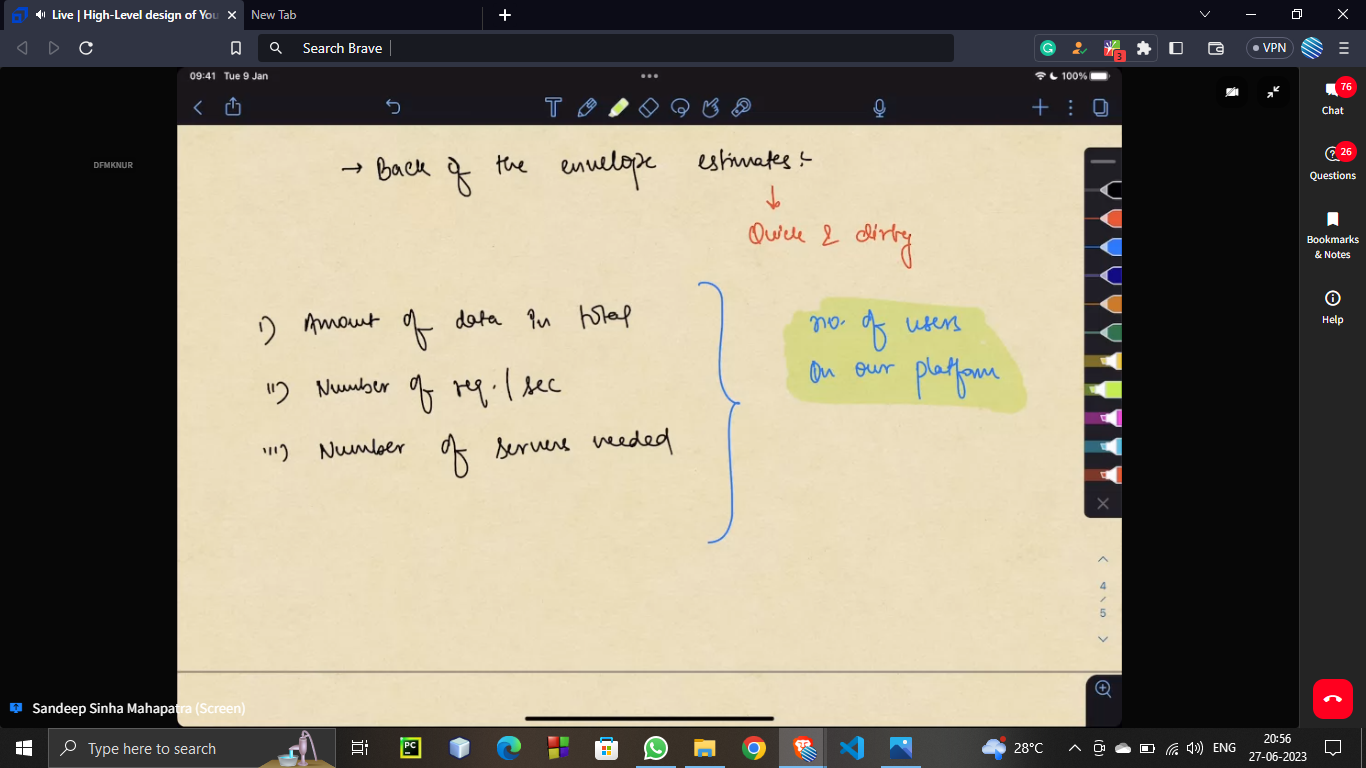 Live | High-Level design of You
New Tab
Search Brave
3
VPN
09:41 Tue 9 Jan
100%
DFMKNUR
→ Back of the envelope estimates :-
Quick & dirty
i) Amount of data in total
ii) Number of req. / sec
iii) Number of servers needed
no. of users
on our platform
4
/
5
76
Chat
26
Questions
Bookmarks
& Notes
Help
Sandeep Sinha Mahapatra (Screen)
Type here to search
PC
28°C
ENG
20:56
27-06-2023